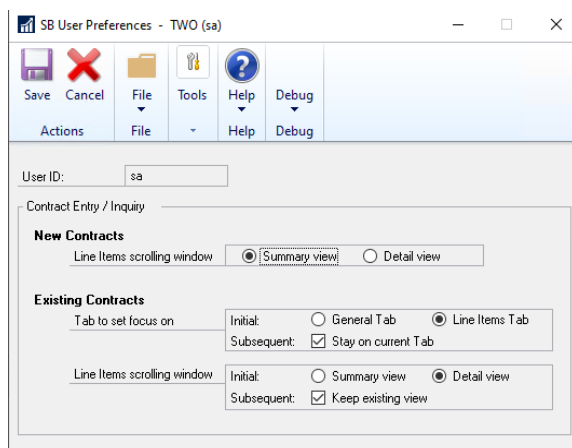 SB User Preferences - TWO (sa)
Save Cancel File Tools Help Debug
Actions File Help Debug
User ID: sa
Contract Entry / Inquiry
New Contracts
Line Items scrolling window Summary view Detail view
Existing Contracts
Tab to set focus on Initial: General Tab Line Items Tab
Subsequent: Stay on current Tab
Line Items scrolling window Initial: Summary view Detail view
Subsequent: Keep existing view